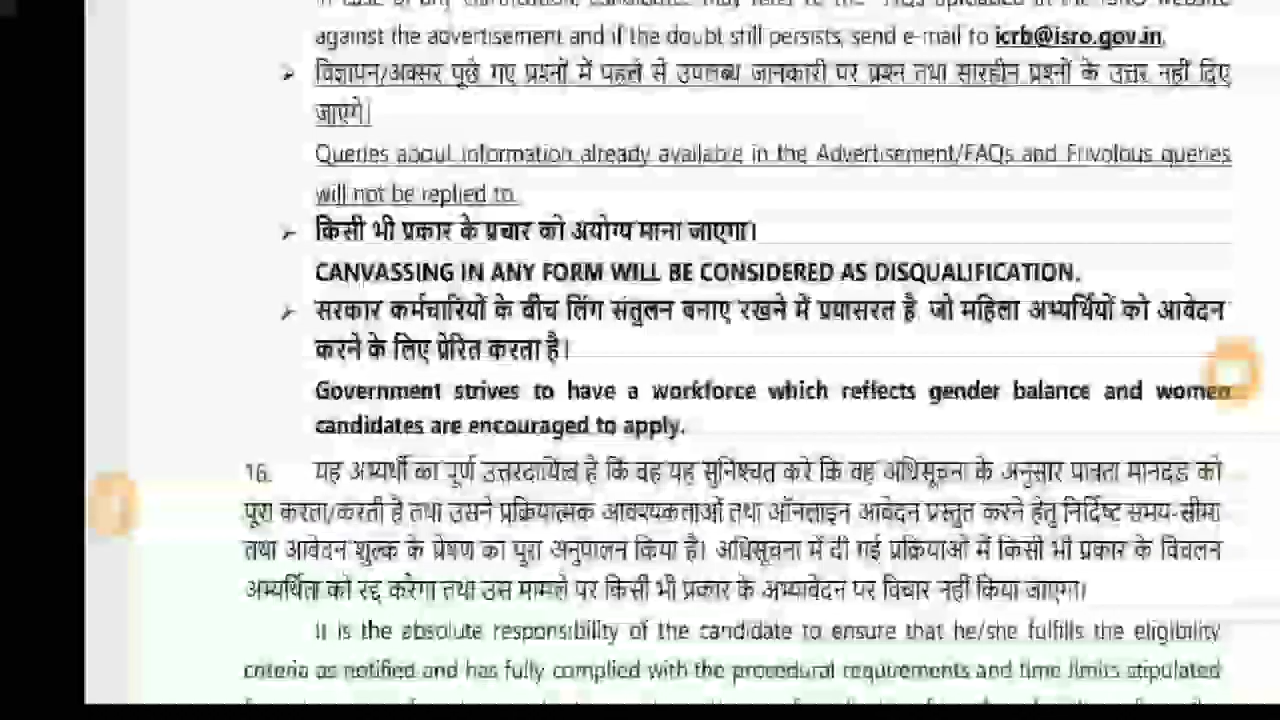 against the advertisement and if the doubt still persists, send e-mail to icrb@isro.gov.in.
➢ विज्ञापन/अक्सर पूछे गए प्रश्नों में पहले से उपलब्ध जानकारी पर प्रश्न तथा सारहीन प्रश्नों के उत्तर नहीं दिए
जाएंगे।
Queries about information already available in the Advertisement/FAQs and Frivolous queries
will not be replied to.
➢ किसी भी प्रकार के प्रचार को अयोग्य माना जाएगा।
CANVASSING IN ANY FORM WILL BE CONSIDERED AS DISQUALIFICATION.
➢ सरकार कर्मचारियों के बीच लिंग संतुलन बनाए रखने में प्रयासरत है, जो महिला अभ्यर्थियों को आवेदन
करने के लिए प्रेरित करता है।
Government strives to have a workforce which reflects gender balance and women
candidates are encouraged to apply.
16. यह अभ्यर्थी का पूर्ण उत्तरदायित्व है कि वह यह सुनिश्चित करे कि वह अधिसूचना के अनुसार पात्रता मानदंड को
पूरा करता/करती है तथा उसने प्रक्रियात्मक आवश्यकताओं तथा ऑनलाइन आवेदन प्रस्तुत करने हेतु निर्दिष्ट समय-सीमा
तथा आवेदन शुल्क के प्रेषण का पूरा अनुपालन किया है। अधिसूचना में दी गई प्रक्रियाओं में किसी भी प्रकार के विचलन
अभ्यर्थिता को रद्द करेगा तथा उस मामले पर किसी भी प्रकार के अभ्यावेदन पर विचार नहीं किया जाएगा।
It is the absolute responsibility of the candidate to ensure that he/she fulfills the eligibility
criteria as notified and has fully complied with the procedural requirements and time limits stipulated